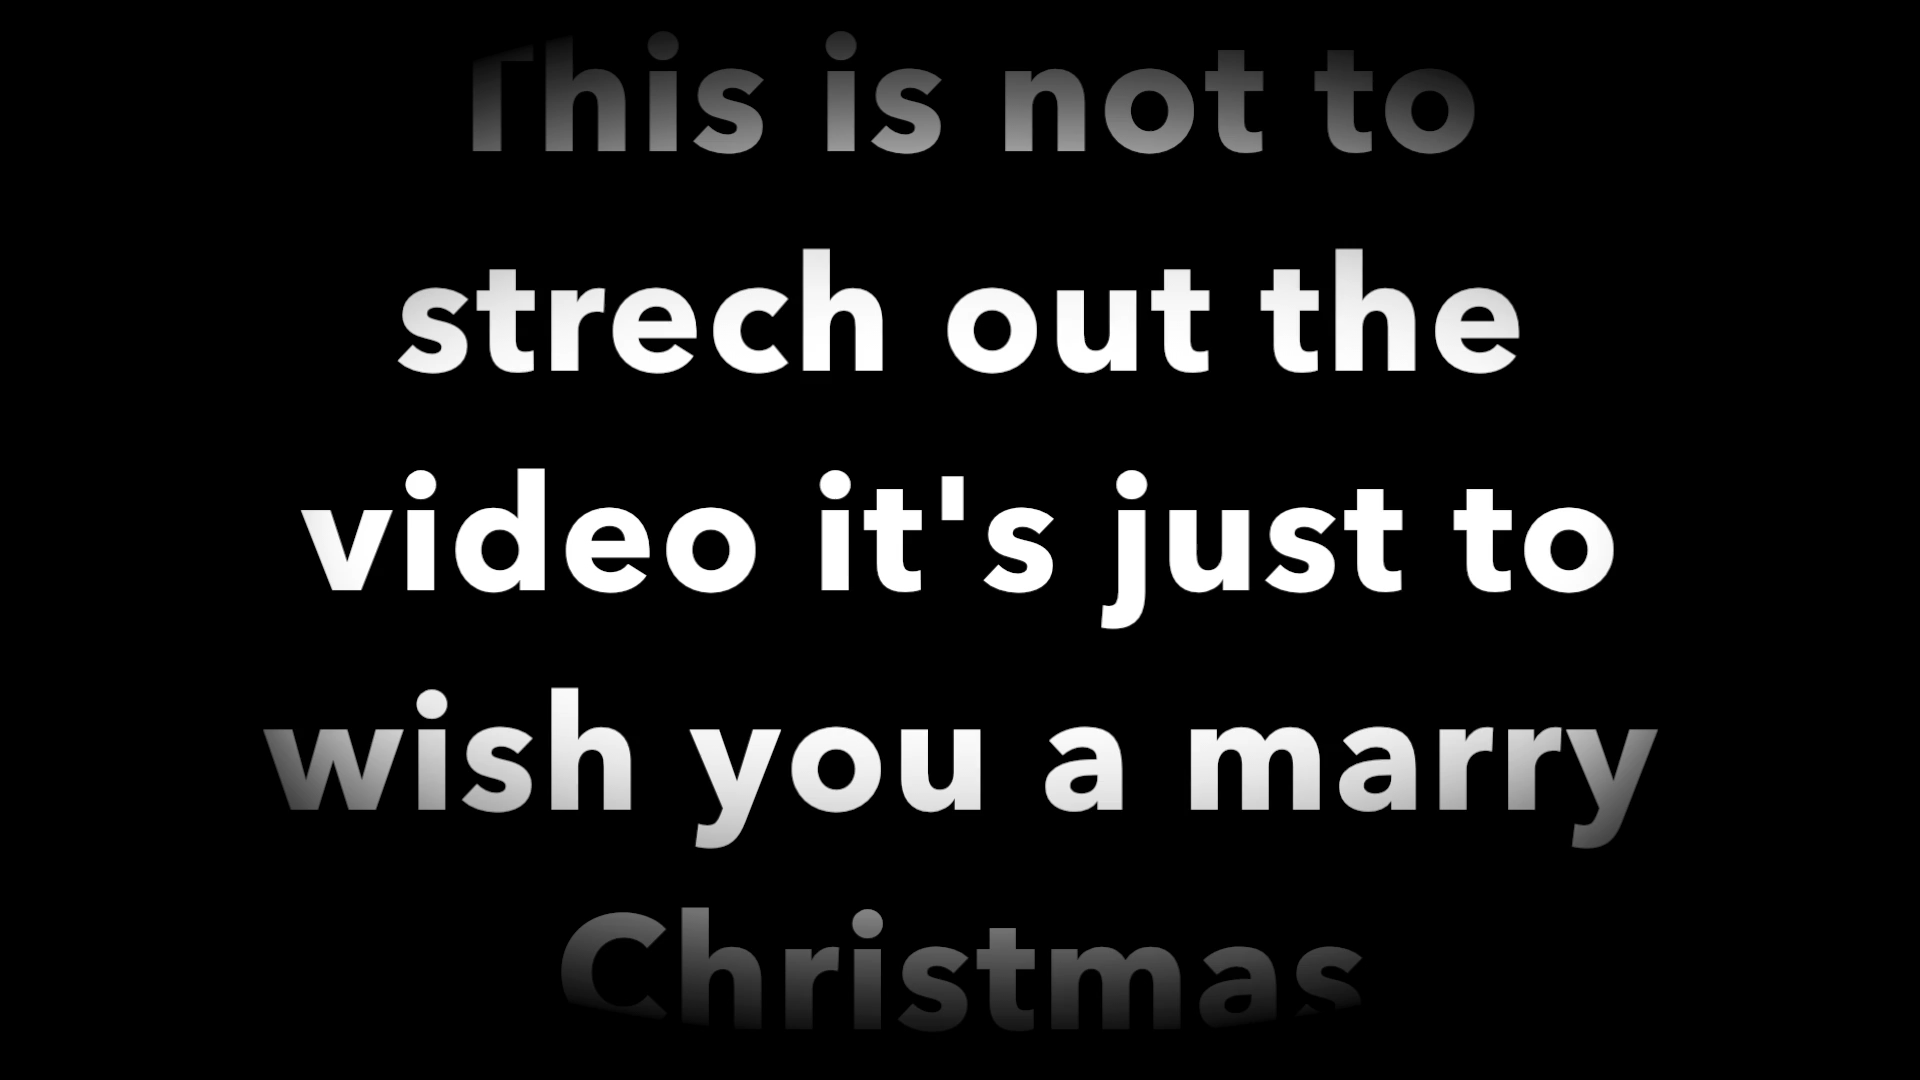 This is not to
strech out the
video it's just to
wish you a marry
Christmas